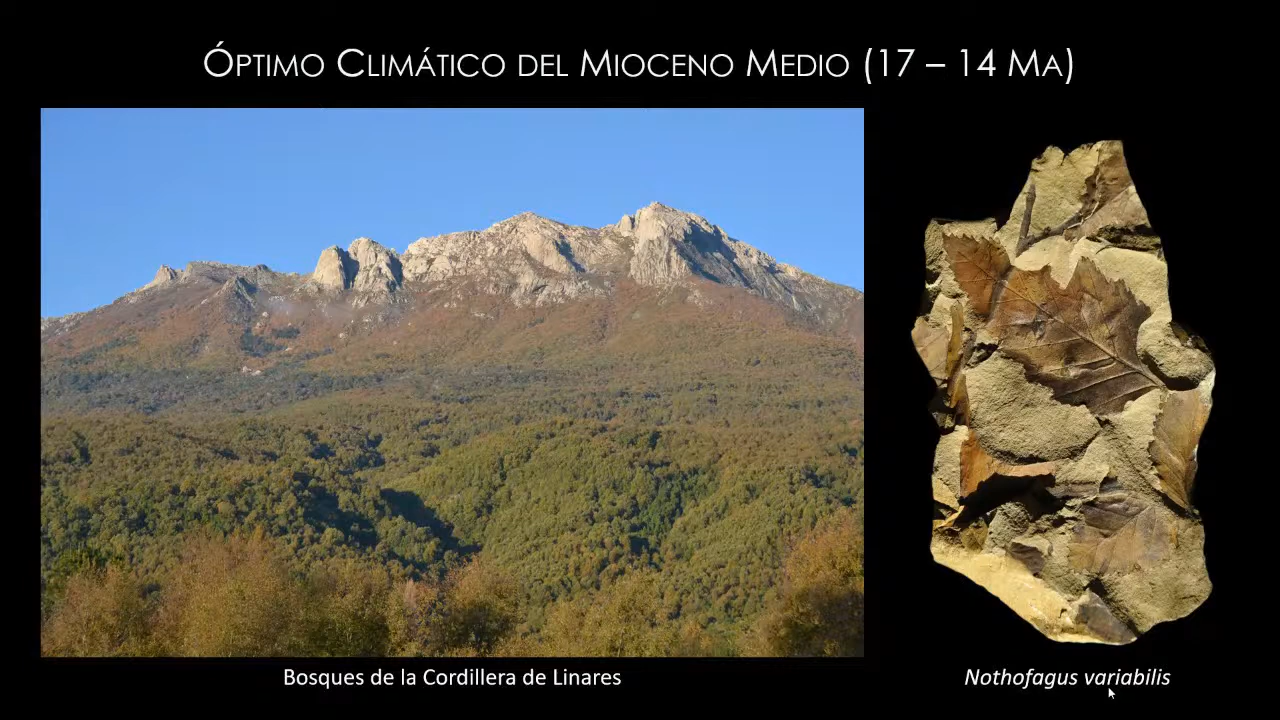 ÓPTIMO CLIMÁTICO DEL MIOCENO MEDIO (17 – 14 MA)
Bosques de la Cordillera de Linares
Nothofagus variabilis